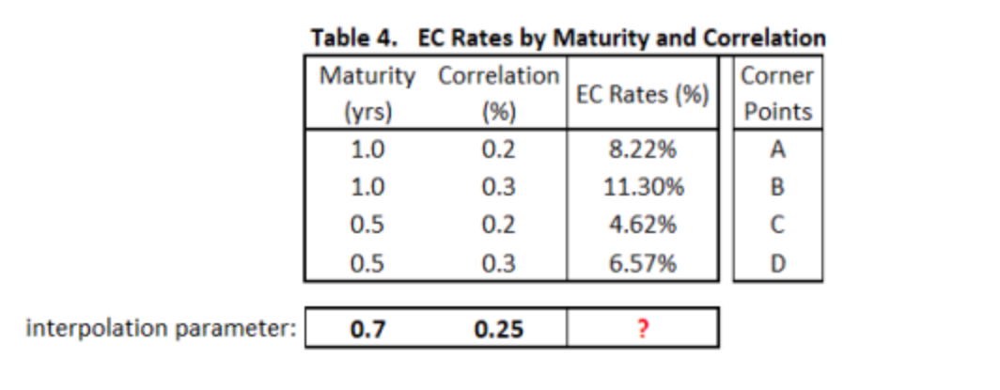 Table 4. EC Rates by Maturity and Correlation
Maturity Correlation EC Rates (%) Corner
(yrs) (%) Points
1.0 0.2 8.22% A
1.0 0.3 11.30% B
0.5 0.2 4.62% C
0.5 0.3 6.57% D
interpolation parameter: 0.7 0.25 ?